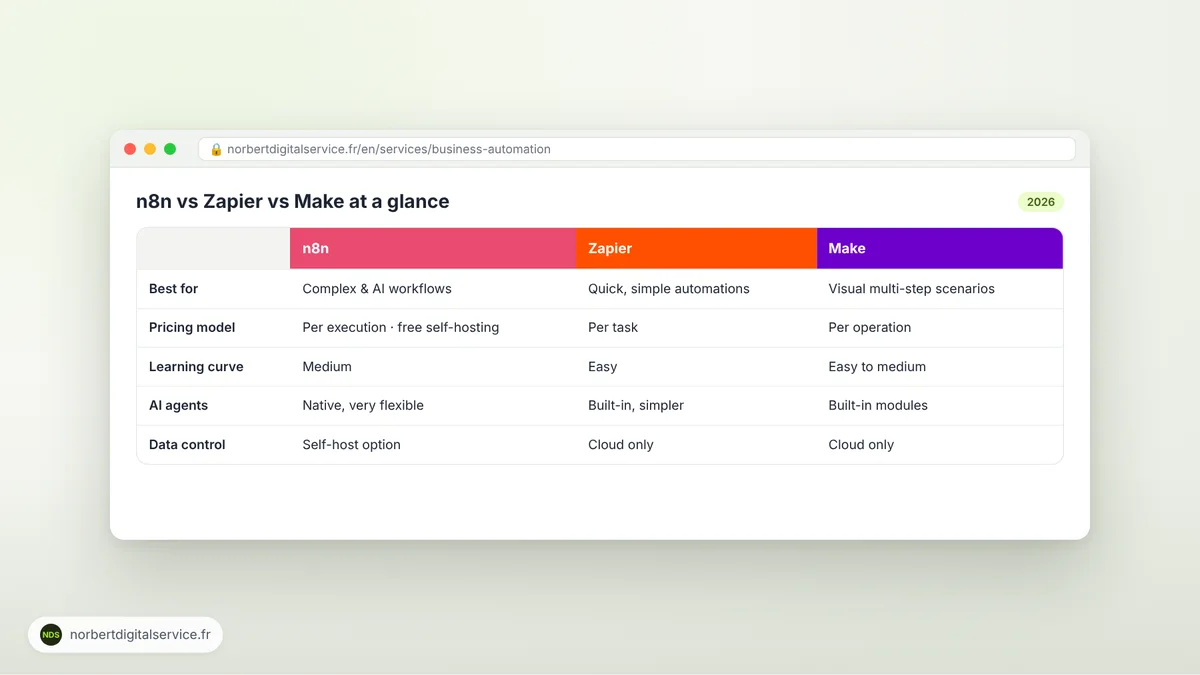 norbertdigitalservice.fr/en/services/business-automation
n8n vs Zapier vs Make at a glance
2026
n8n Zapier Make
Best for Complex & AI workflows Quick, simple automations Visual multi-step scenarios
Pricing model Per execution · free self-hosting Per task Per operation
Learning curve Medium Easy Easy to medium
AI agents Native, very flexible Built-in, simpler Built-in modules
Data control Self-host option Cloud only Cloud only
NDS norbertdigitalservice.fr